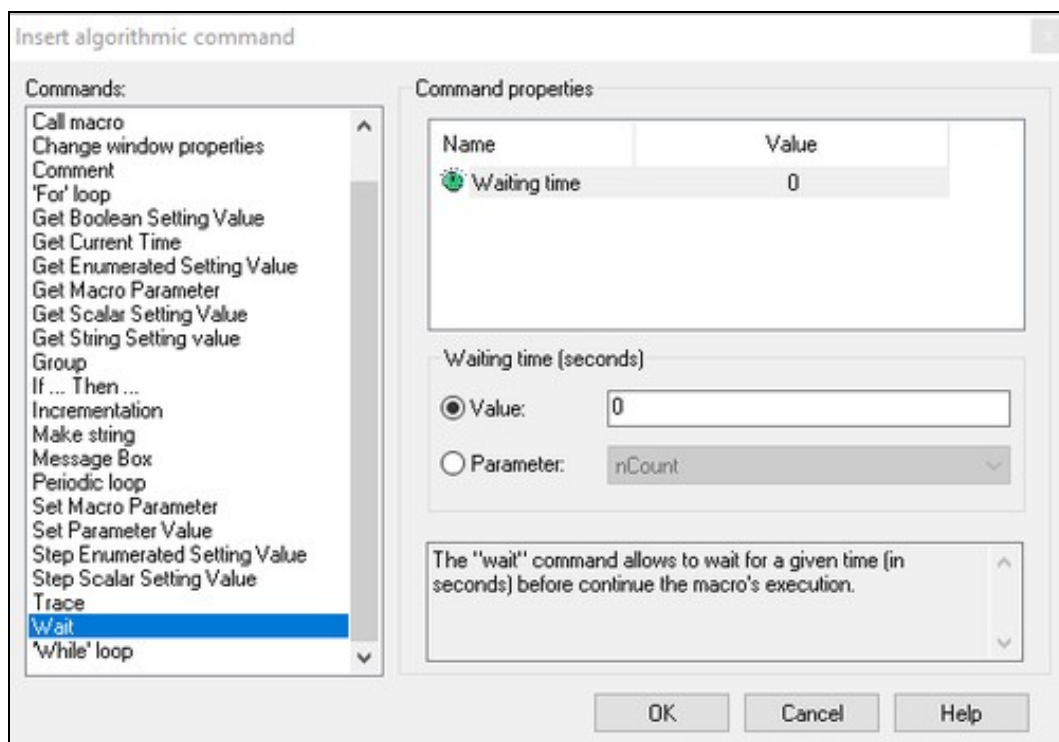 Insert algorithmic command
Commands:
Call macro
Change window properties
Comment
'For' loop
Get Boolean Setting Value
Get Current Time
Get Enumerated Setting Value
Get Macro Parameter
Get Scalar Setting Value
Get String Setting value
Group
If ... Then ...
Incrementation
Make string
Message Box
Periodic loop
Set Macro Parameter
Set Parameter Value
Step Enumerated Setting Value
Step Scalar Setting Value
Trace
Wait
'While' loop
Command properties
Name Value
Waiting time 0
Waiting time (seconds)
Value: 0
Parameter: nCount
The "wait" command allows to wait for a given time (in
seconds) before continue the macro's execution.
OK Cancel Help